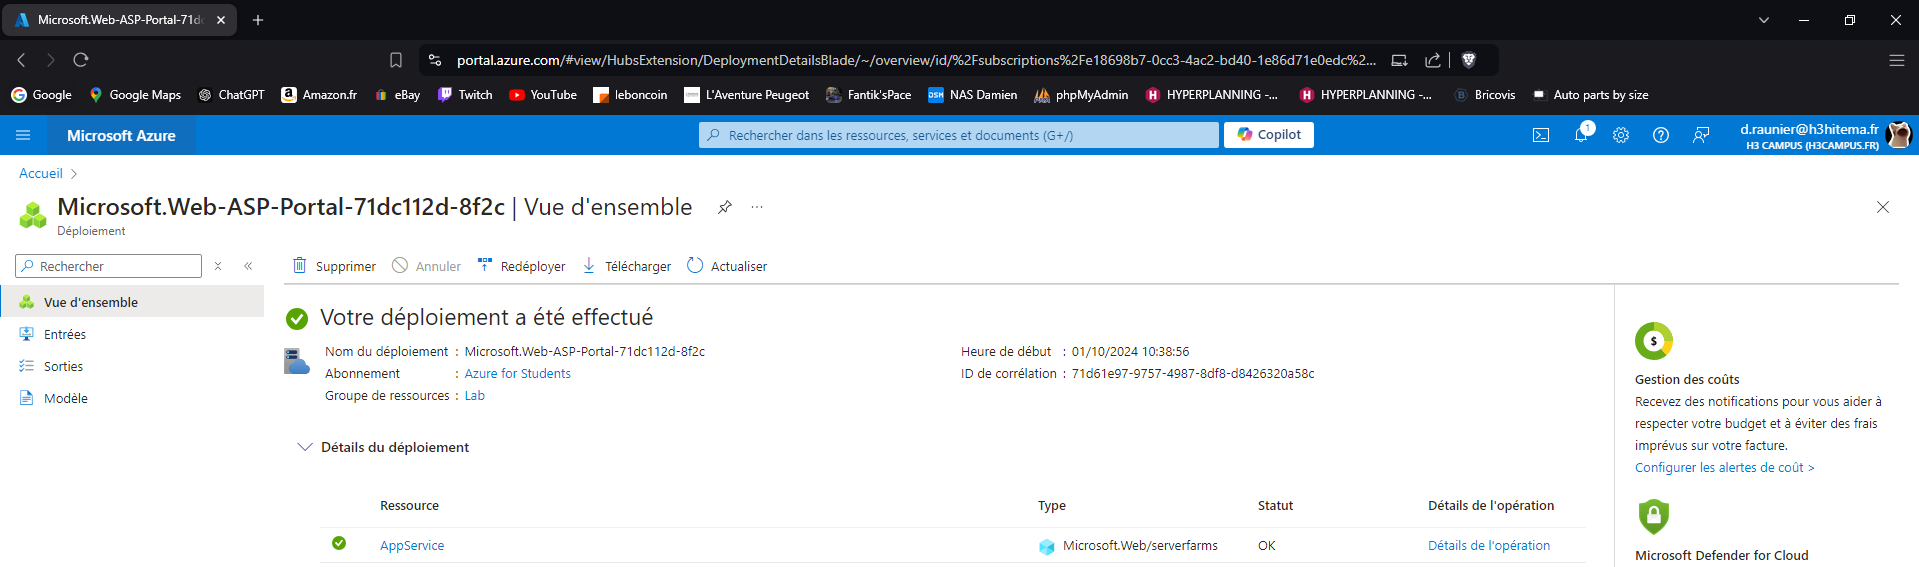 Microsoft.Web-ASP-Portal-71d
portal.azure.com/#view/HubsExtension/DeploymentDetailsBlade/~/overview/id/%2Fsubscriptions%2Fe18698b7-0cc3-4ac2-bd40-1e86d71e0edc%2...
Google Google Maps ChatGPT Amazon.fr eBay Twitch YouTube leboncoin L'Aventure Peugeot Fantik'sPace NAS Damien phpMyAdmin HYPERPLANNING -... HYPERPLANNING -... Bricovis Auto parts by size
Microsoft Azure
Rechercher dans les ressources, services et documents (G+/)
Copilot
1
d.raunier@h3hitema.fr
H3 CAMPUS (H3CAMPUS.FR)
Accueil
Microsoft.Web-ASP-Portal-71dc112d-8f2c | Vue d'ensemble
Déploiement
Rechercher
Supprimer Annuler Redéployer Télécharger Actualiser
Vue d'ensemble
Entrées
Sorties
Modèle
Votre déploiement a été effectué
Nom du déploiement : Microsoft.Web-ASP-Portal-71dc112d-8f2c
Abonnement : Azure for Students
Groupe de ressources : Lab
Heure de début : 01/10/2024 10:38:56
ID de corrélation : 71d61e97-9757-4987-8df8-d8426320a58c
Détails du déploiement
Ressource Type Statut Détails de l'opération
AppService Microsoft.Web/serverfarms OK Détails de l'opération
Gestion des coûts
Recevez des notifications pour vous aider à
respecter votre budget et à éviter des frais
imprévus sur votre facture.
Configurer les alertes de coût >
Microsoft Defender for Cloud